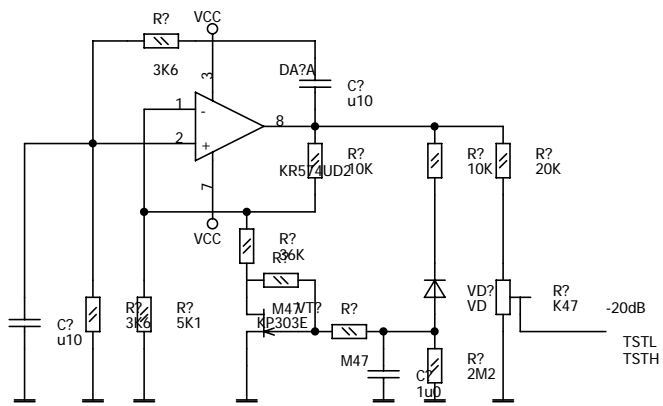 R?
VCC
3K6
3
DA?A
C?
u10
1
-
8
2
+
R?
10K
KR574UD2
R?
10K
R?
20K
7
VCC
R?
36K
R?
VD?
VD
R?
K47
-20dB
M47
VT?
KP303E
R?
C?
u10
R?
3K6
R?
5K1
TSTL
TSTH
M47
C?
1u0
R?
2M2